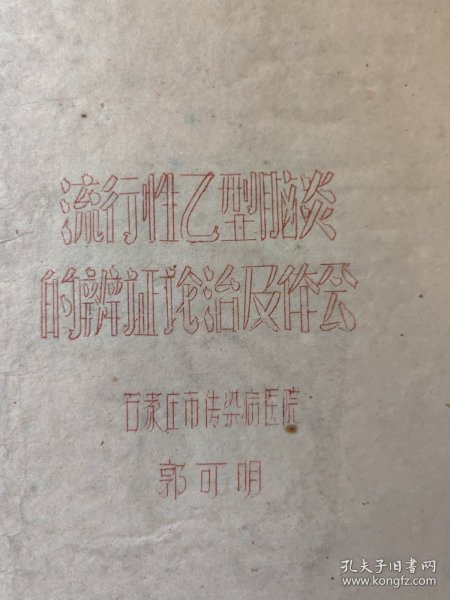 流行性乙型脑炎
的辨证论治及体会
石家庄市传染病医院
郭可明
孔夫子旧书网
www.kongfz.com